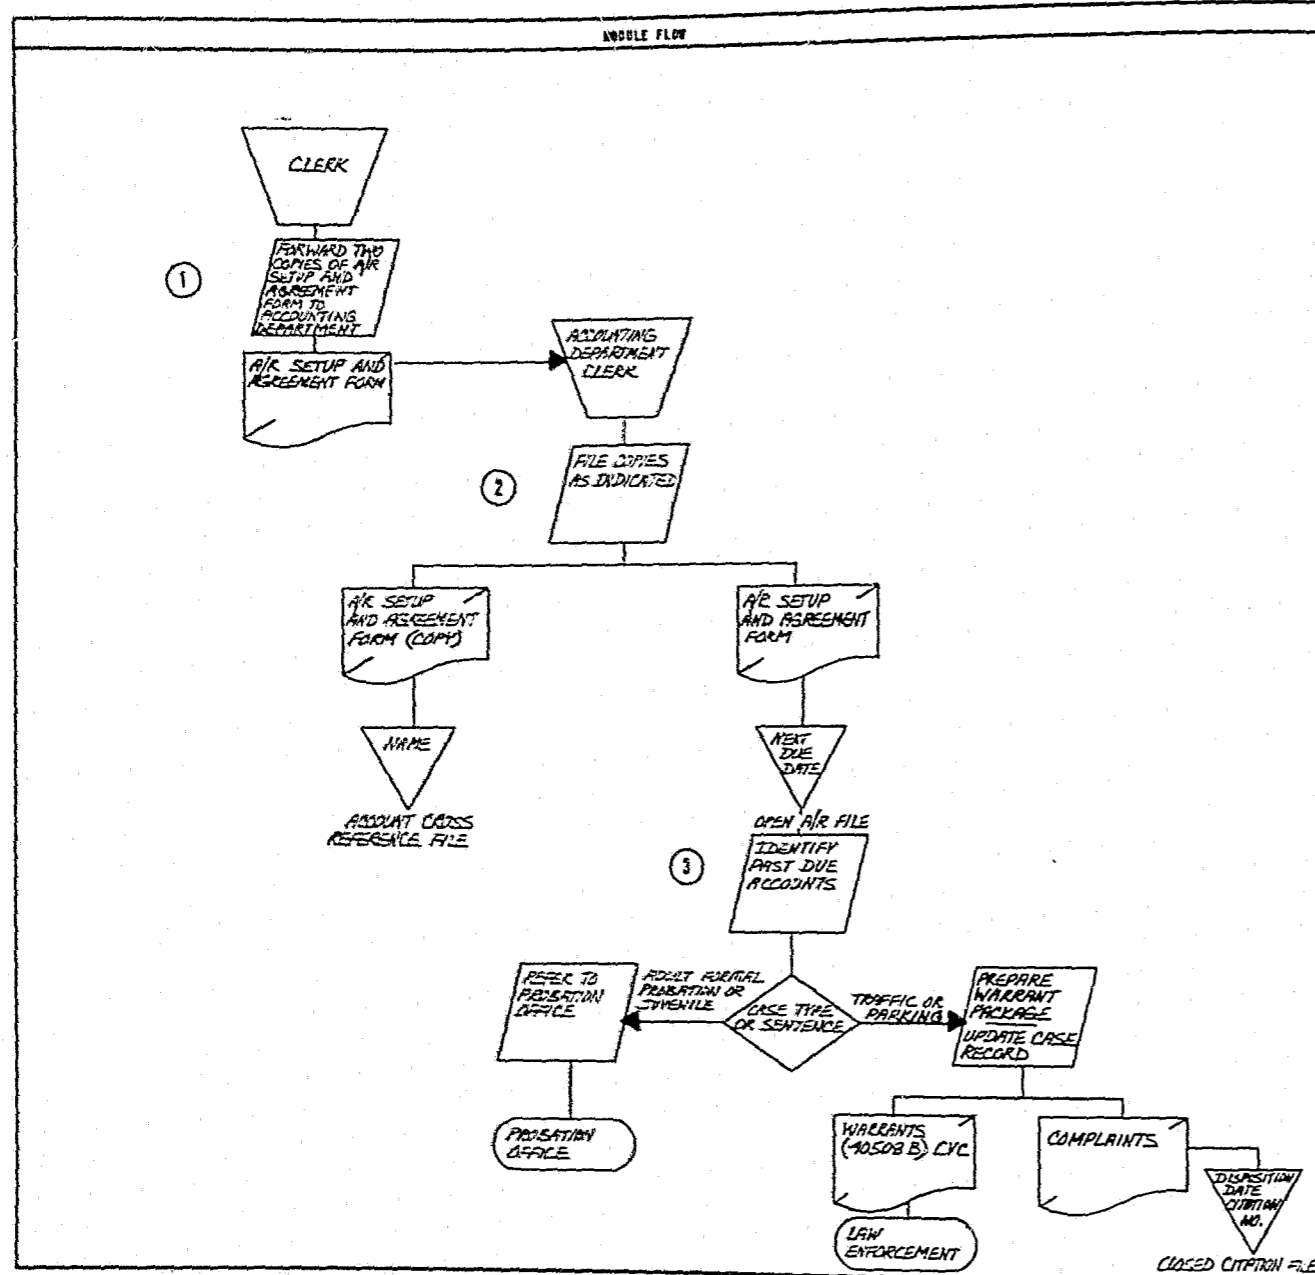 MODULE FLOW
CLERK
1
FORWARD TWO
COPIES OF A/R
SETUP AND
AGREEMENT
FORM TO
ACCOUNTING
DEPARTMENT
A/R SETUP AND
AGREEMENT FORM
ACCOUNTING
DEPARTMENT
CLERK
2
FILE COPIES
AS INDICATED
A/R SETUP
AND AGREEMENT
FORM (COPY)
A/R SETUP
AND AGREEMENT
FORM
NAME
ACCOUNT CROSS
REFERENCE FILE
NEXT
DUE
DATE
OPEN A/R FILE
3
IDENTIFY
PAST DUE
ACCOUNTS
REFER TO
PROBATION
OFFICE
ADULT FORMAL
PROBATION OR
JUVENILE
CASE TYPE
OR SENTENCE
TRAFFIC OR
PARKING
PREPARE
WARRANT
PACKAGE
UPDATE CASE
RECORD
PROBATION
OFFICE
WARRANTS
(40508 B) CVC
COMPLAINTS
LAW
ENFORCEMENT
DISPOSITION
DATE
CITATION
NO.
CLOSED CITATION FILE